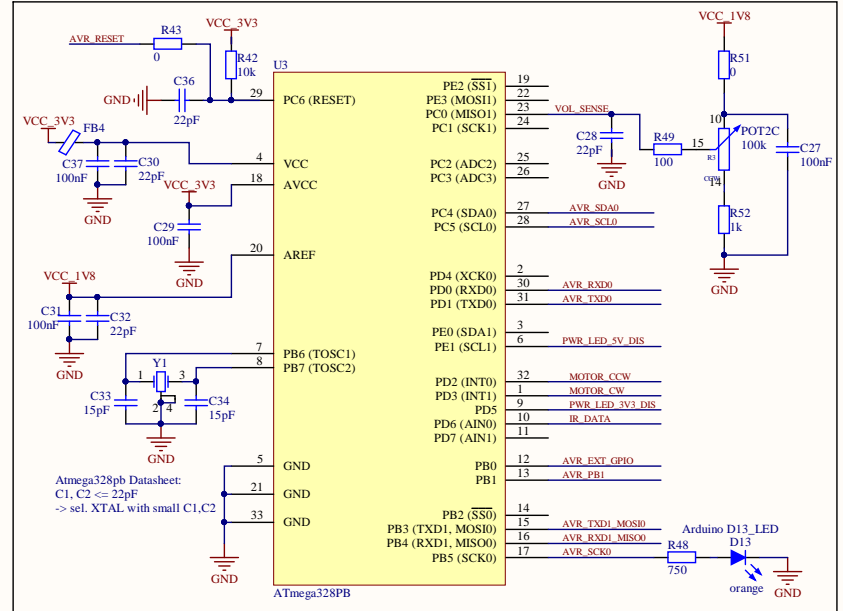 VCC_3V3
AVR_RESET
R43
0
R42
10k
C36
22pF
GND
U3
29 PC6 (RESET)
VCC_3V3
FB4
C37
100nF
C30
22pF
GND
4 VCC
18 AVCC
VCC_3V3
C29
100nF
GND
20 AREF
VCC_1V8
C31
100nF
C32
22pF
GND
7 PB6 (TOSC1)
8 PB7 (TOSC2)
Y1
1 3
2 4
C33
15pF
C34
15pF
GND
5 GND
21 GND
33 GND
GND
Atmega328pb Datasheet:
C1, C2 <= 22pF
-> sel. XTAL with small C1,C2
ATmega328PB
PE2 (SS1) 19
PE3 (MOSI1) 22
PC0 (MISO1) 23 VOL_SENSE
PC1 (SCK1) 24
PC2 (ADC2) 25
PC3 (ADC3) 26
PC4 (SDA0) 27 AVR_SDA0
PC5 (SCL0) 28 AVR_SCL0
PD4 (XCK0) 2
PD0 (RXD0) 30 AVR_RXD0
PD1 (TXD0) 31 AVR_TXD0
PE0 (SDA1) 3
PE1 (SCL1) 6 PWR_LED_5V_DIS
PD2 (INT0) 32 MOTOR_CCW
PD3 (INT1) 1 MOTOR_CW
PD5 9 PWR_LED_3V3_DIS
PD6 (AIN0) 10 IR_DATA
PD7 (AIN1) 11
PB0 12 AVR_EXT_GPIO
PB1 13 AVR_PB1
PB2 (SS0) 14
PB3 (TXD1, MOSI0) 15 AVR_TXD1_MOSI0
PB4 (RXD1, MISO0) 16 AVR_RXD1_MISO0
PB5 (SCK0) 17 AVR_SCK0
VCC_1V8
R51
0
10
POT2C
100k
R3
15
14
C28
22pF
GND
R49
100
C27
100nF
R52
1k
GND
Arduino D13_LED
D13
R48
750
orange
GND